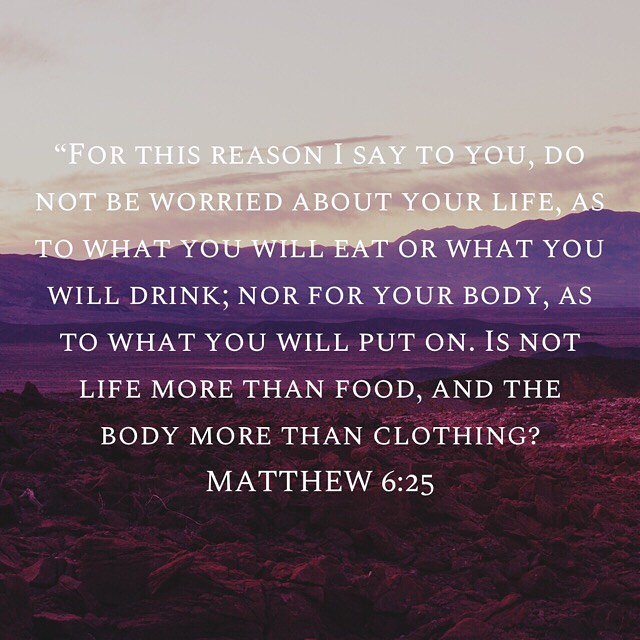 “For this reason I say to you, do
not be worried about your life, as
to what you will eat or what you
will drink; nor for your body, as
to what you will put on. Is not
life more than food, and the
body more than clothing?
MATTHEW 6:25